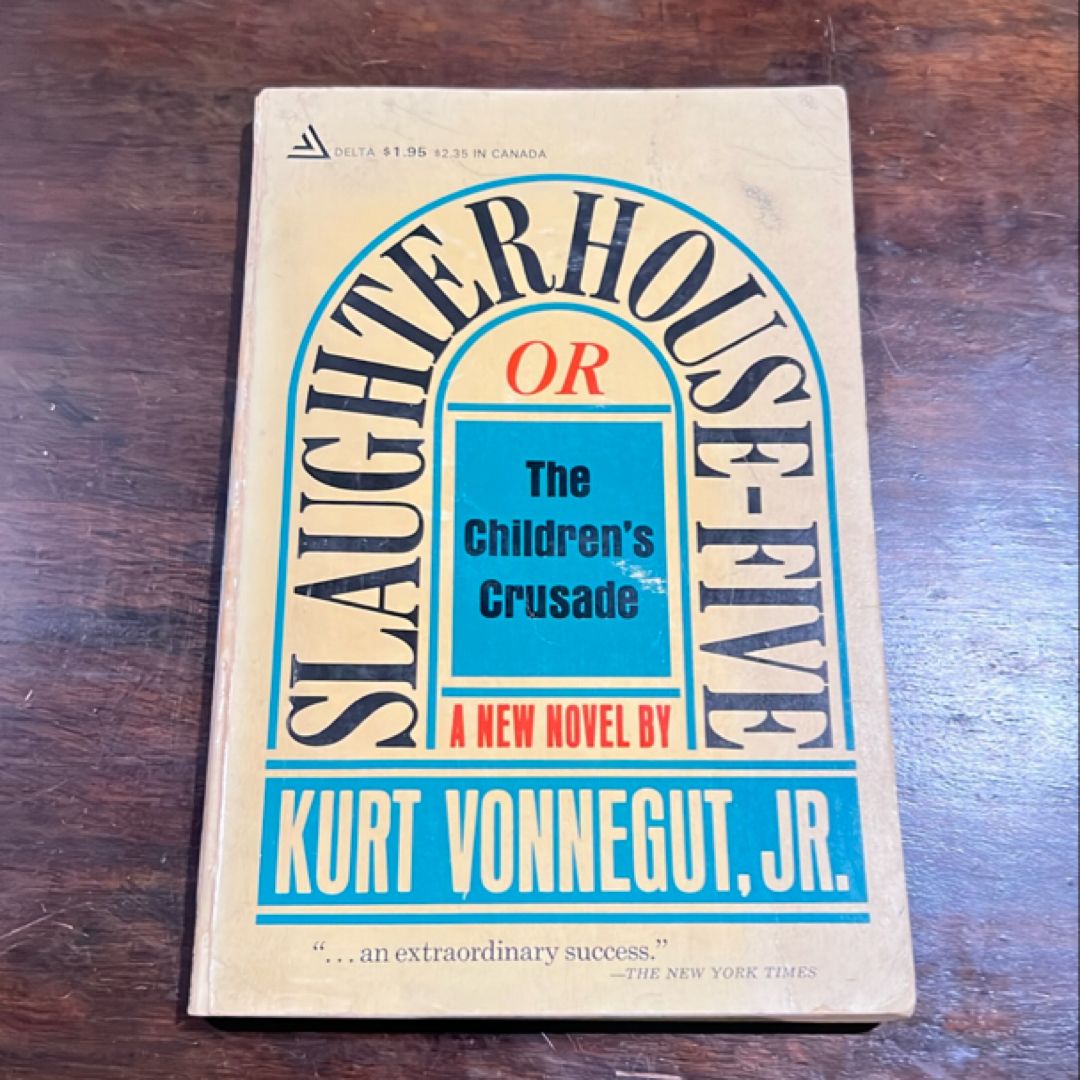 DELTA $1.95 $2.35 IN CANADA
SLAUGHTERHOUSE-FIVE
OR
The
Children's
Crusade
A NEW NOVEL BY
KURT VONNEGUT, JR.
“...an extraordinary success.”
—THE NEW YORK TIMES